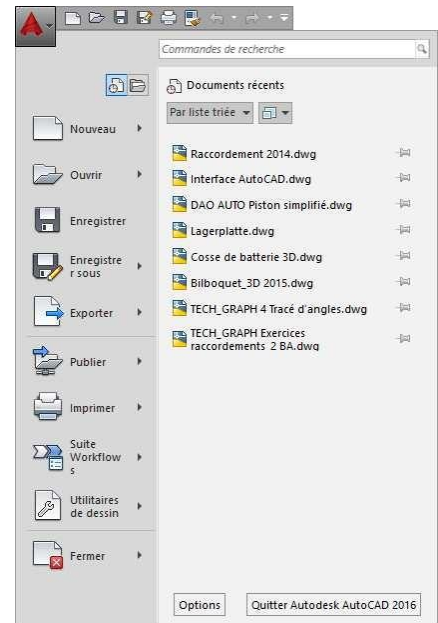 Commandes de recherche
Documents récents
Par liste triée
Nouveau
Ouvrir
Enregistrer
Enregistre
r sous
Exporter
Publier
Imprimer
Suite
Workflow
s
Utilitaires
de dessin
Fermer
Raccordement 2014.dwg
Interface AutoCAD.dwg
DAO AUTO Piston simplifié.dwg
Lagerplatte.dwg
Cosse de batterie 3D.dwg
Bilboquet_3D 2015.dwg
TECH_GRAPH 4 Tracé d'angles.dwg
TECH_GRAPH Exercices
raccordements 2 BA.dwg
Options
Quitter Autodesk AutoCAD 2016